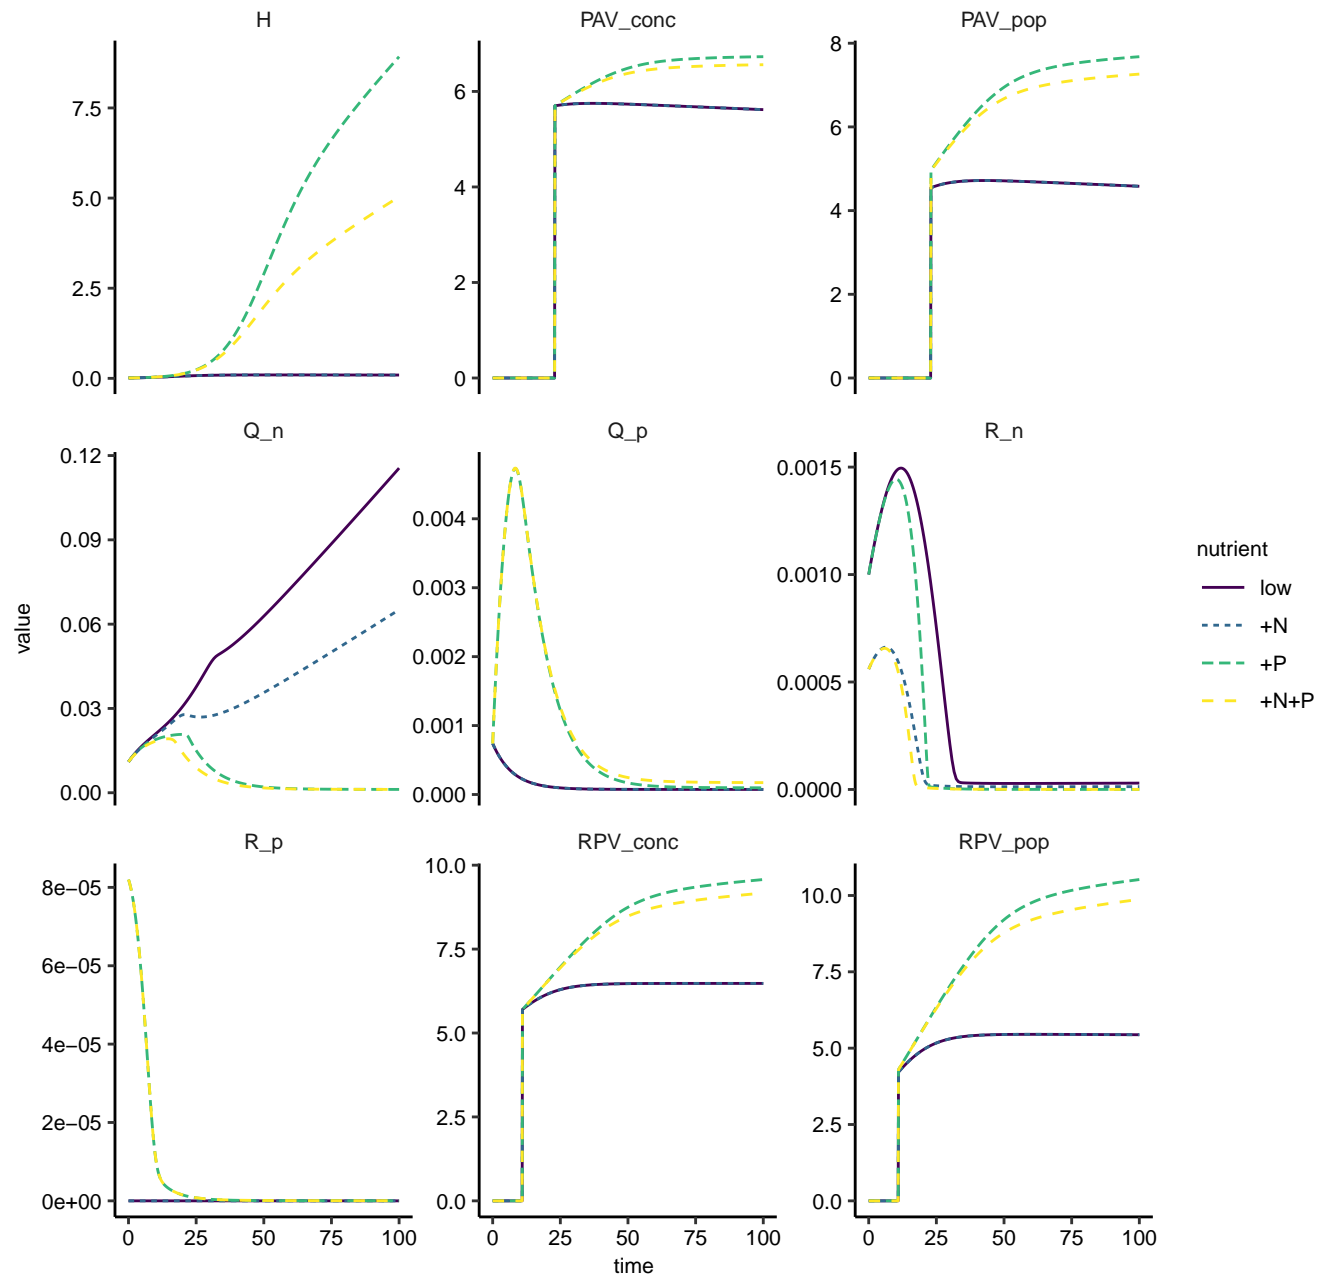 H
PAV_conc
PAV_pop
7.5
5.0
2.5
0.0
6
4
2
0
8
6
4
2
0
Q_n
Q_p
R_n
0.12
0.09
0.06
0.03
0.00
0.004
0.003
0.002
0.001
0.000
0.0015
0.0010
0.0005
0.0000
R_p
RPV_conc
RPV_pop
8e−05
6e−05
4e−05
2e−05
0e+00
10.0
7.5
5.0
2.5
0.0
10.0
7.5
5.0
2.5
0.0
0 25 50 75 100
0 25 50 75 100
0 25 50 75 100
time
value
nutrient
low
+N
+P
+N+P